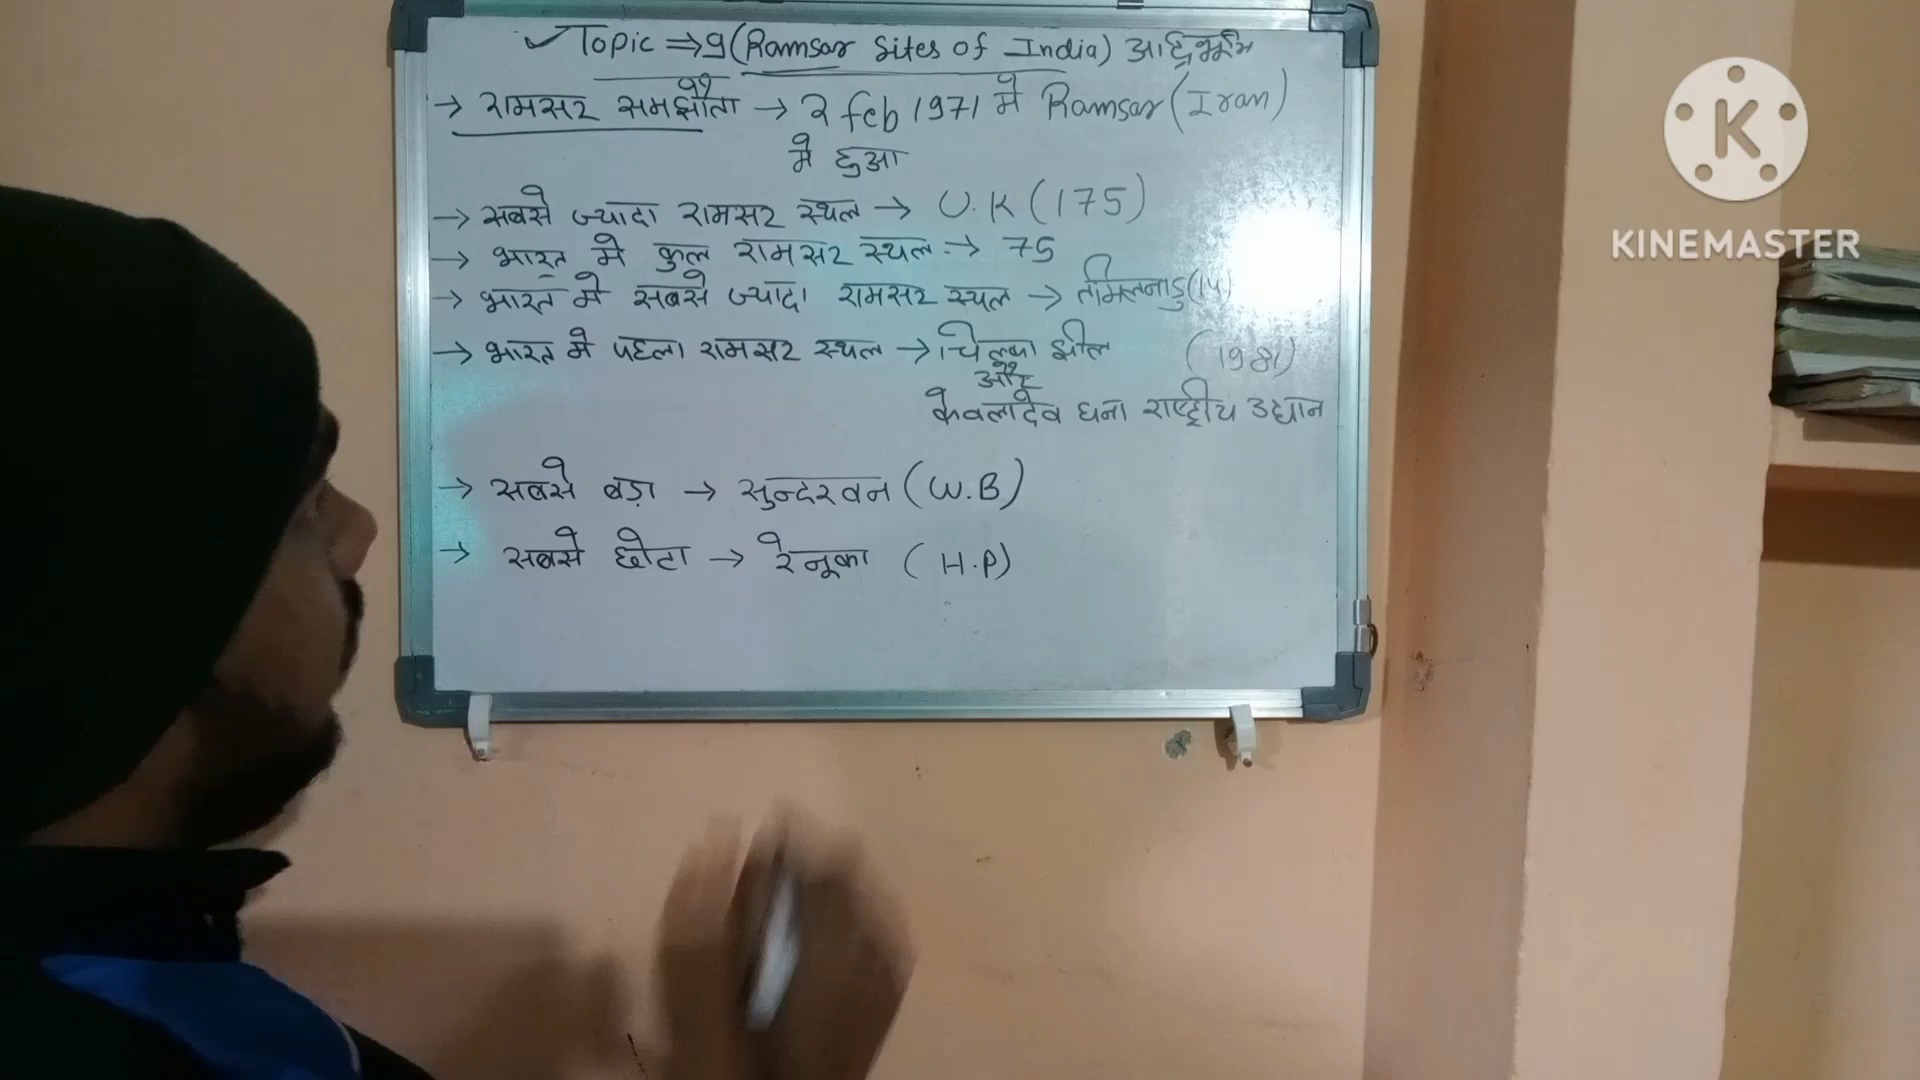 Topic ⇒ 9 (Ramsar Sites of India) आर्द्रभूमि
→ रामसर समझौता → 2 feb 1971 मे Ramsar (Iran)
मे हुआ
→ सबसे ज्यादा रामसर स्थल → U.K (175)
→ भारत मे कुल रामसर स्थल → 75
→ भारत मे सबसे ज्यादा रामसर स्थल → तमिलनाडु (14)
→ भारत मे पहला रामसर स्थल → चिल्का झील (1981)
और
केवलादेव घना राष्ट्रीय उद्यान
→ सबसे बड़ा → सुन्दरवन (W.B)
→ सबसे छोटा → रेनूका (H.P)
K
KINEMASTER